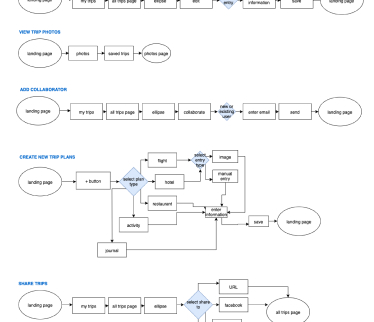 landing page
my trips
all trips page
ellipse
edit
entry
information
save
landing page
VIEW TRIP PHOTOS
landing page
photos
saved trips
photos page
ADD COLLABORATOR
landing page
my trips
all trips page
ellipse
collaborate
new or
existing
user
enter email
send
landing page
CREATE NEW TRIP PLANS
landing page
+ button
select plan
type
flight
hotel
restaurant
activity
journal
select
entry
type
image
manual
entry
enter
information
save
landing page
SHARE TRIPS
landing page
my trips
all trips page
ellipse
select share
to
URL
facebook
all trips page